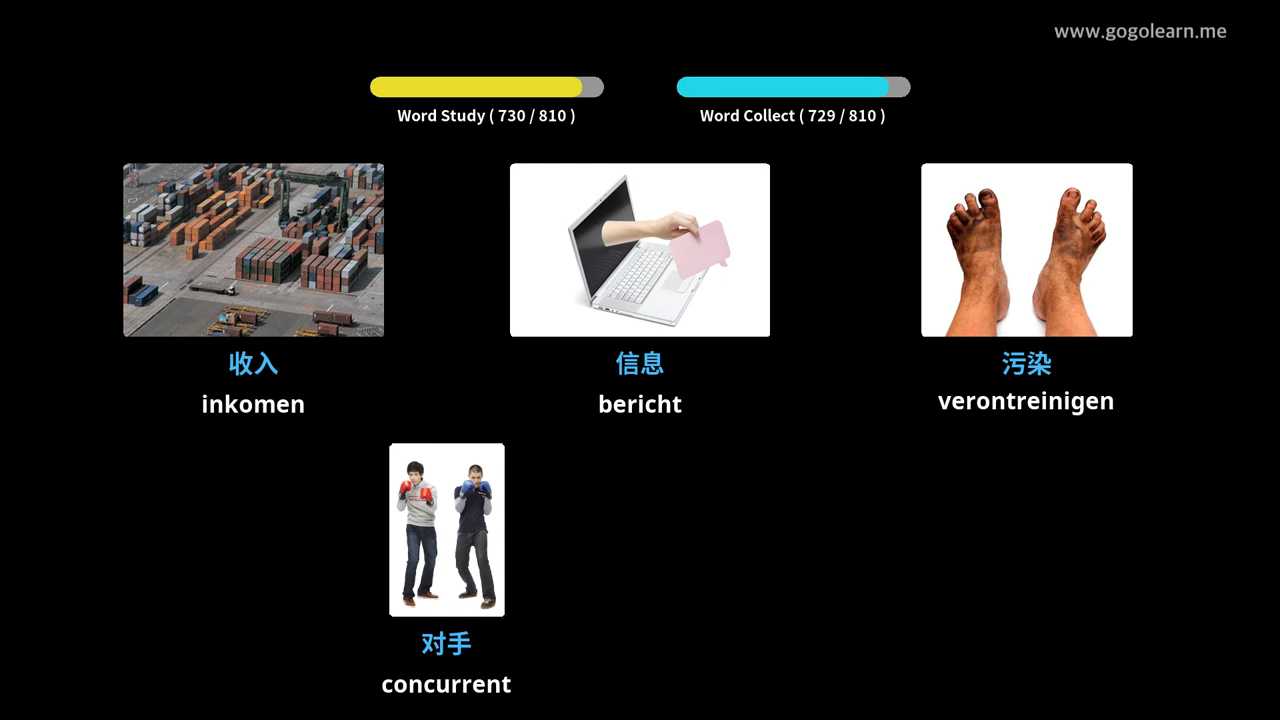 www.gogolearn.me
Word Study ( 730 / 810 )
Word Collect ( 729 / 810 )
收入
信息
污染
inkomen
bericht
verontreinigen
对手
concurrent